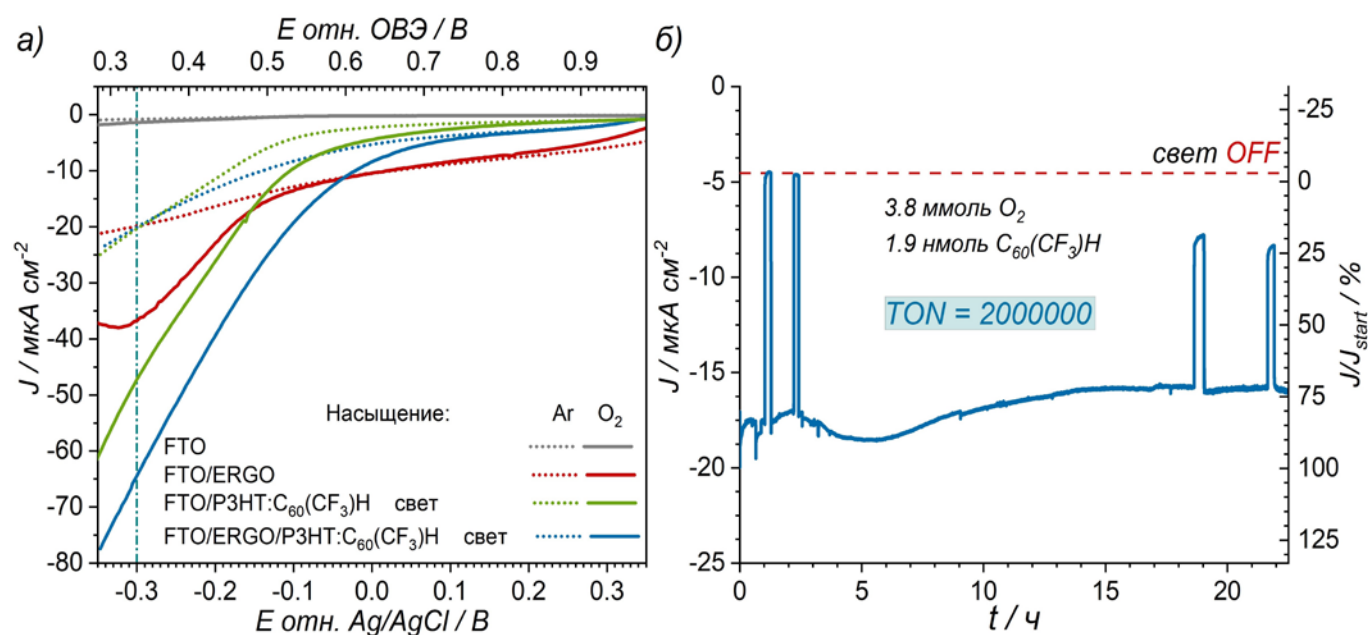 а)
E отн. ОВЭ / В
0.3 0.4 0.5 0.6 0.7 0.8 0.9
J / мкА см⁻²
0
-10
-20
-30
-40
-50
-60
-70
-80
Насыщение: Ar O₂
FTO
FTO/ERGO
FTO/P3HT:C₆₀(CF₃)H свет
FTO/ERGO/P3HT:C₆₀(CF₃)H свет
-0.3 -0.2 -0.1 0.0 0.1 0.2 0.3
E отн. Ag/AgCl / В
б)
J / мкА см⁻²
0
-5
-10
-15
-20
-25
свет OFF
3.8 ммоль O₂
1.9 нмоль C₆₀(CF₃)H
TON = 2000000
0 5 10 15 20
t / ч
-25
0
25
50
75
100
125
J/J_start / %